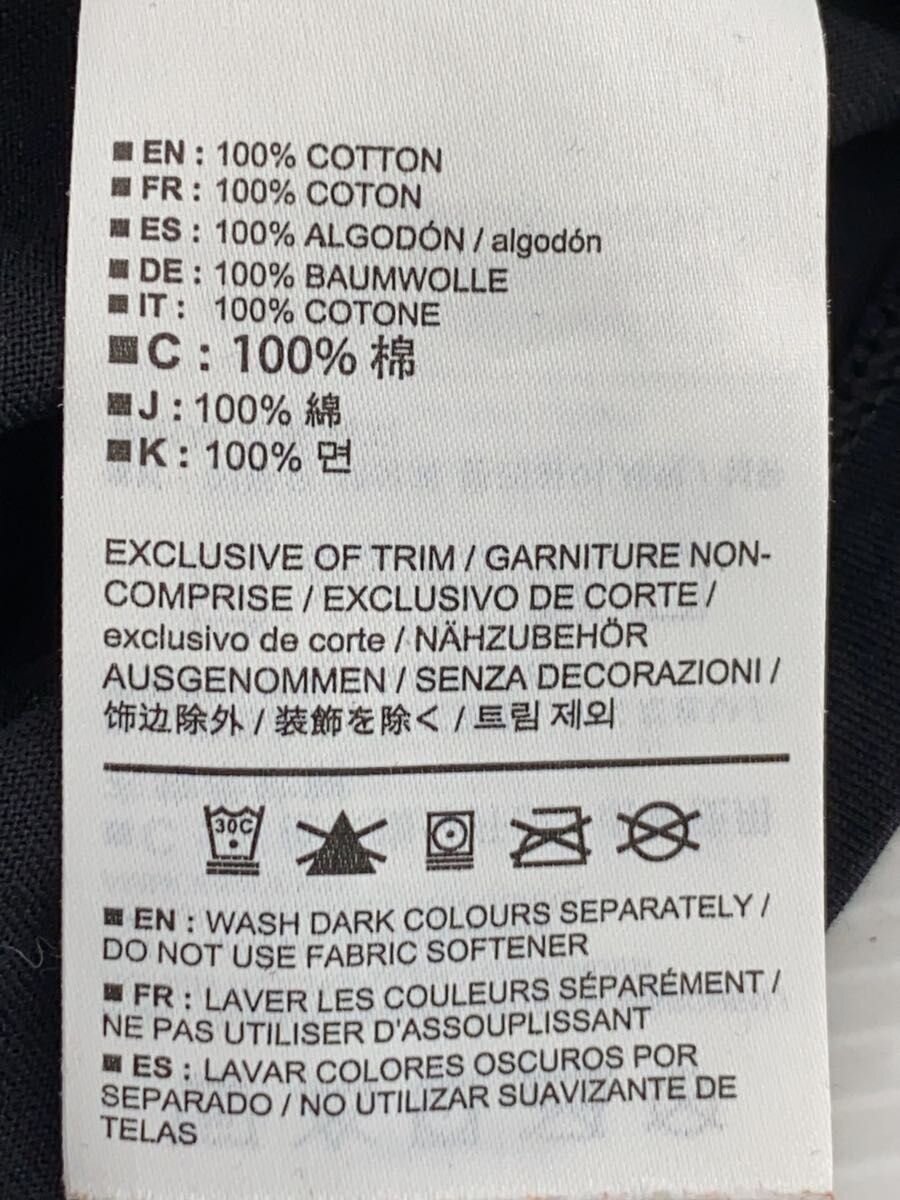 ■ EN : 100% COTTON
■ FR : 100% COTON
■ ES : 100% ALGODÓN / algodón
■ DE : 100% BAUMWOLLE
■ IT : 100% COTONE
■ C : 100% 棉
■ J : 100% 綿
■ K : 100% 면
EXCLUSIVE OF TRIM / GARNITURE NON-
COMPRISE / EXCLUSIVO DE CORTE /
exclusivo de corte / NÄHZUBEHÖR
AUSGENOMMEN / SENZA DECORAZIONI /
饰边除外 / 装飾を除く / 트림 제외
30C
■ EN : WASH DARK COLOURS SEPARATELY /
DO NOT USE FABRIC SOFTENER
■ FR : LAVER LES COULEURS SÉPARÉMENT /
NE PAS UTILISER D'ASSOUPLISSANT
■ ES : LAVAR COLORES OSCUROS POR
SEPARADO / NO UTILIZAR SUAVIZANTE DE
TELAS